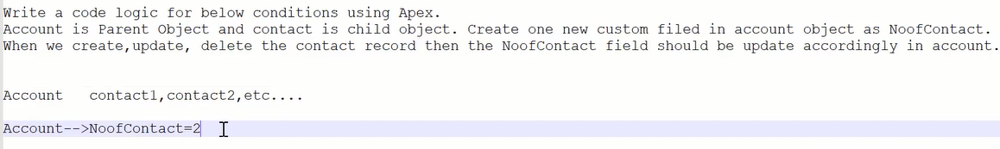 Write a code logic for below conditions using Apex.
Account is Parent Object and contact is child object. Create one new custom filed in account object as NoofContact.
When we create,update, delete the contact record then the NoofContact field should be update accordingly in account.
Account   contact1,contact2,etc....
Account-->NoofContact=2